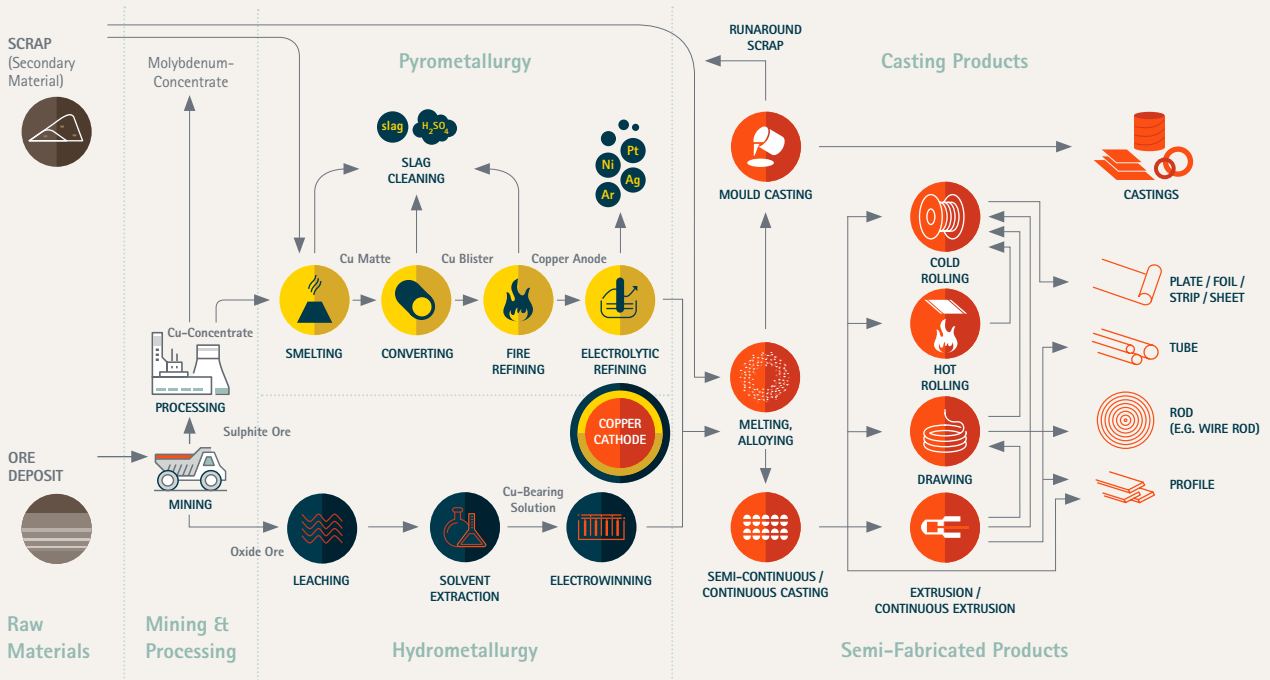 SCRAP
(Secondary
Material)
Molybdenum-
Concentrate
Pyrometallurgy
RUNAROUND
SCRAP
Casting Products
slag
H2SO4
SLAG
CLEANING
Pt
Ni
Ag
Ar
MOULD CASTING
CASTINGS
Cu Matte
Cu Blister
Copper Anode
COLD
ROLLING
PLATE / FOIL /
STRIP / SHEET
Cu-Concentrate
SMELTING
CONVERTING
FIRE
REFINING
ELECTROLYTIC
REFINING
TUBE
HOT
ROLLING
PROCESSING
COPPER
CATHODE
MELTING,
ALLOYING
ROD
(E.G. WIRE ROD)
Sulphite Ore
ORE
DEPOSIT
MINING
DRAWING
PROFILE
Cu-Bearing
Solution
Oxide Ore
LEACHING
SOLVENT
EXTRACTION
ELECTROWINNING
SEMI-CONTINUOUS /
CONTINUOUS CASTING
EXTRUSION /
CONTINUOUS EXTRUSION
Raw
Materials
Mining &
Processing
Hydrometallurgy
Semi-Fabricated Products